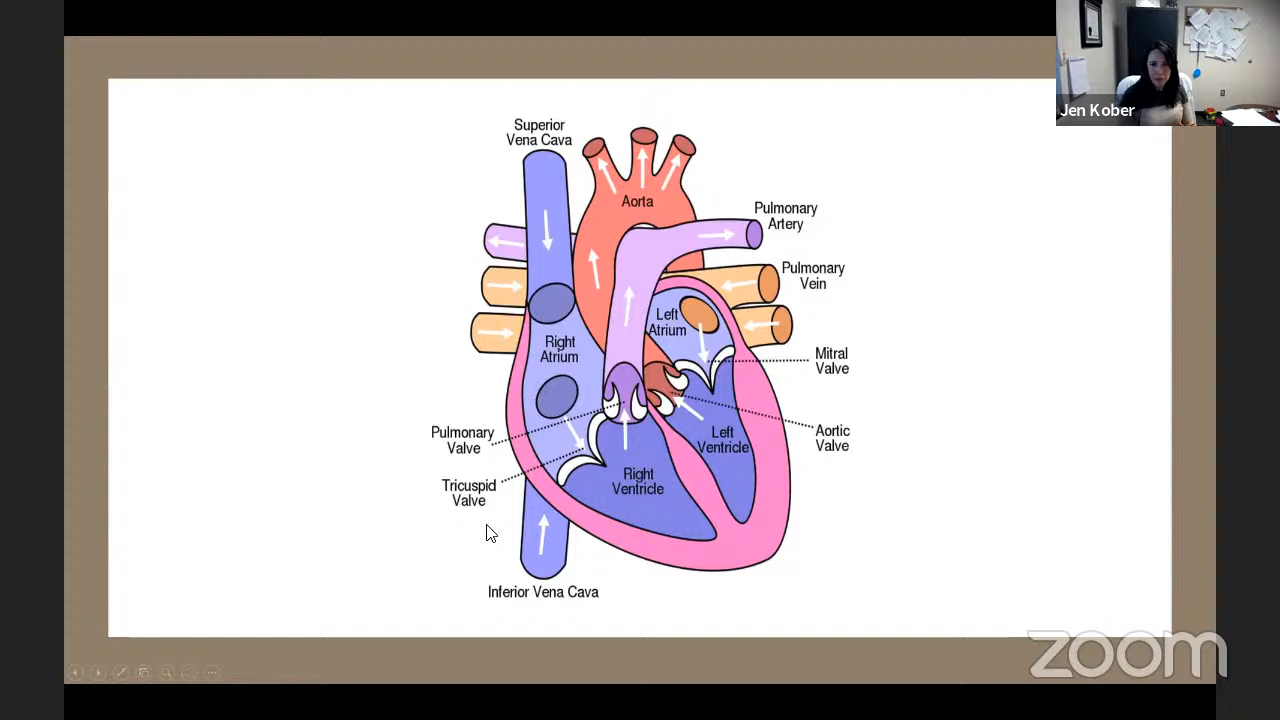 Jen Kober
Superior
Vena Cava
Aorta
Pulmonary
Artery
Pulmonary
Vein
Left
Atrium
Right
Atrium
Mitral
Valve
Pulmonary
Valve
Left
Ventricle
Aortic
Valve
Right
Ventricle
Tricuspid
Valve
Inferior Vena Cava
zoom